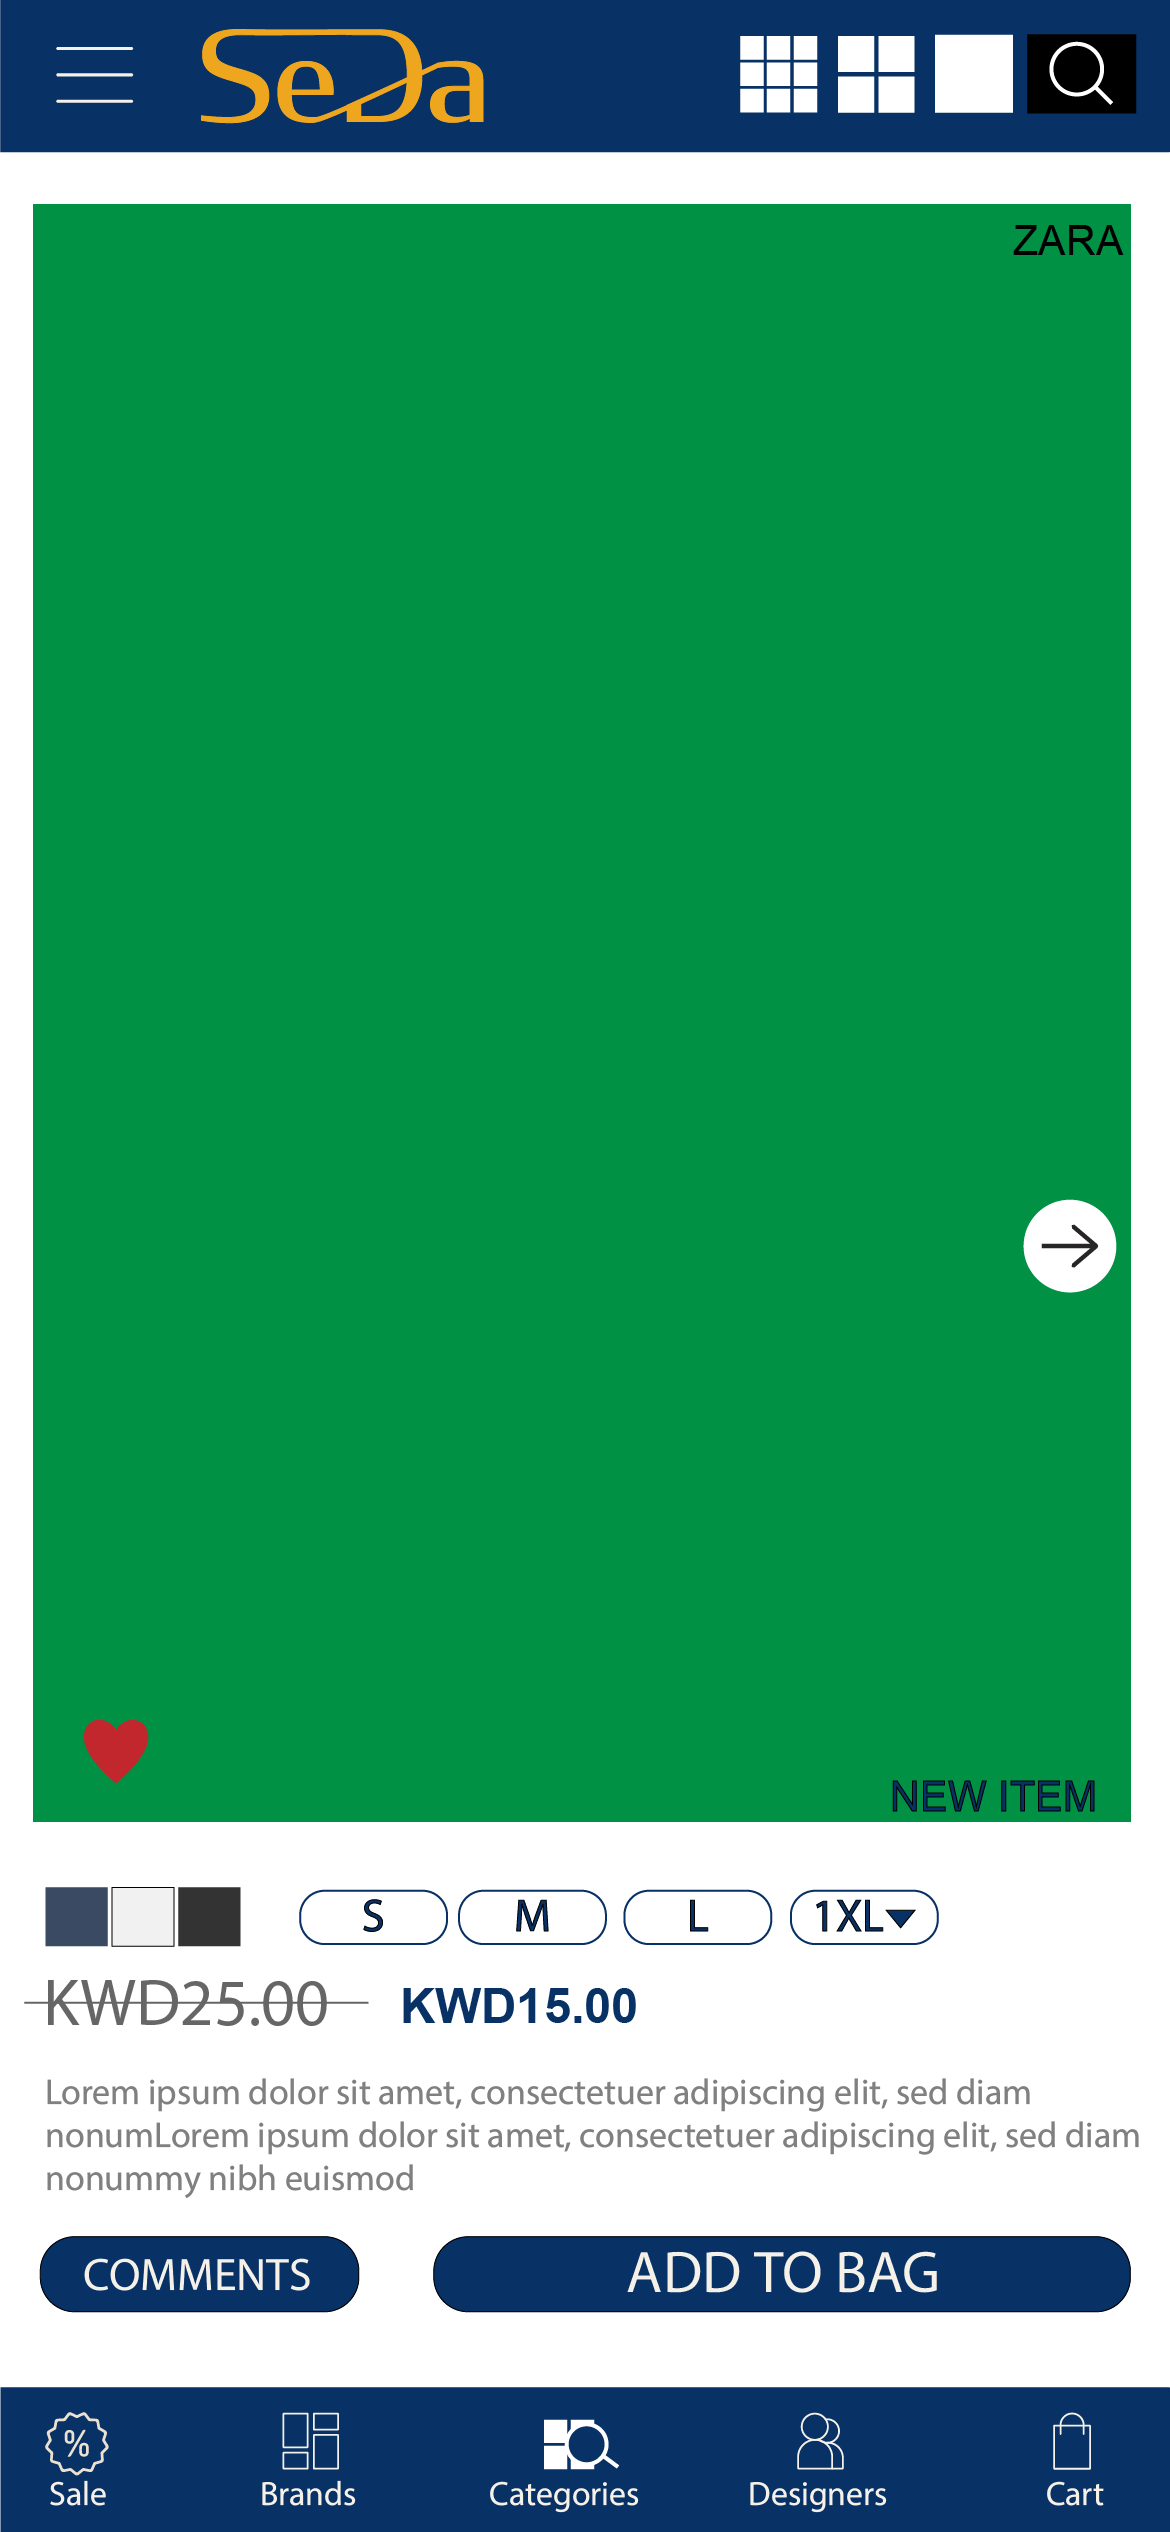 SeDa
ZARA
NEW ITEM
S M L 1XL
KWD25.00 KWD15.00
Lorem ipsum dolor sit amet, consectetuer adipiscing elit, sed diam
nonumLorem ipsum dolor sit amet, consectetuer adipiscing elit, sed diam
nonummy nibh euismod
COMMENTS ADD TO BAG
%
Sale Brands Categories Designers Cart